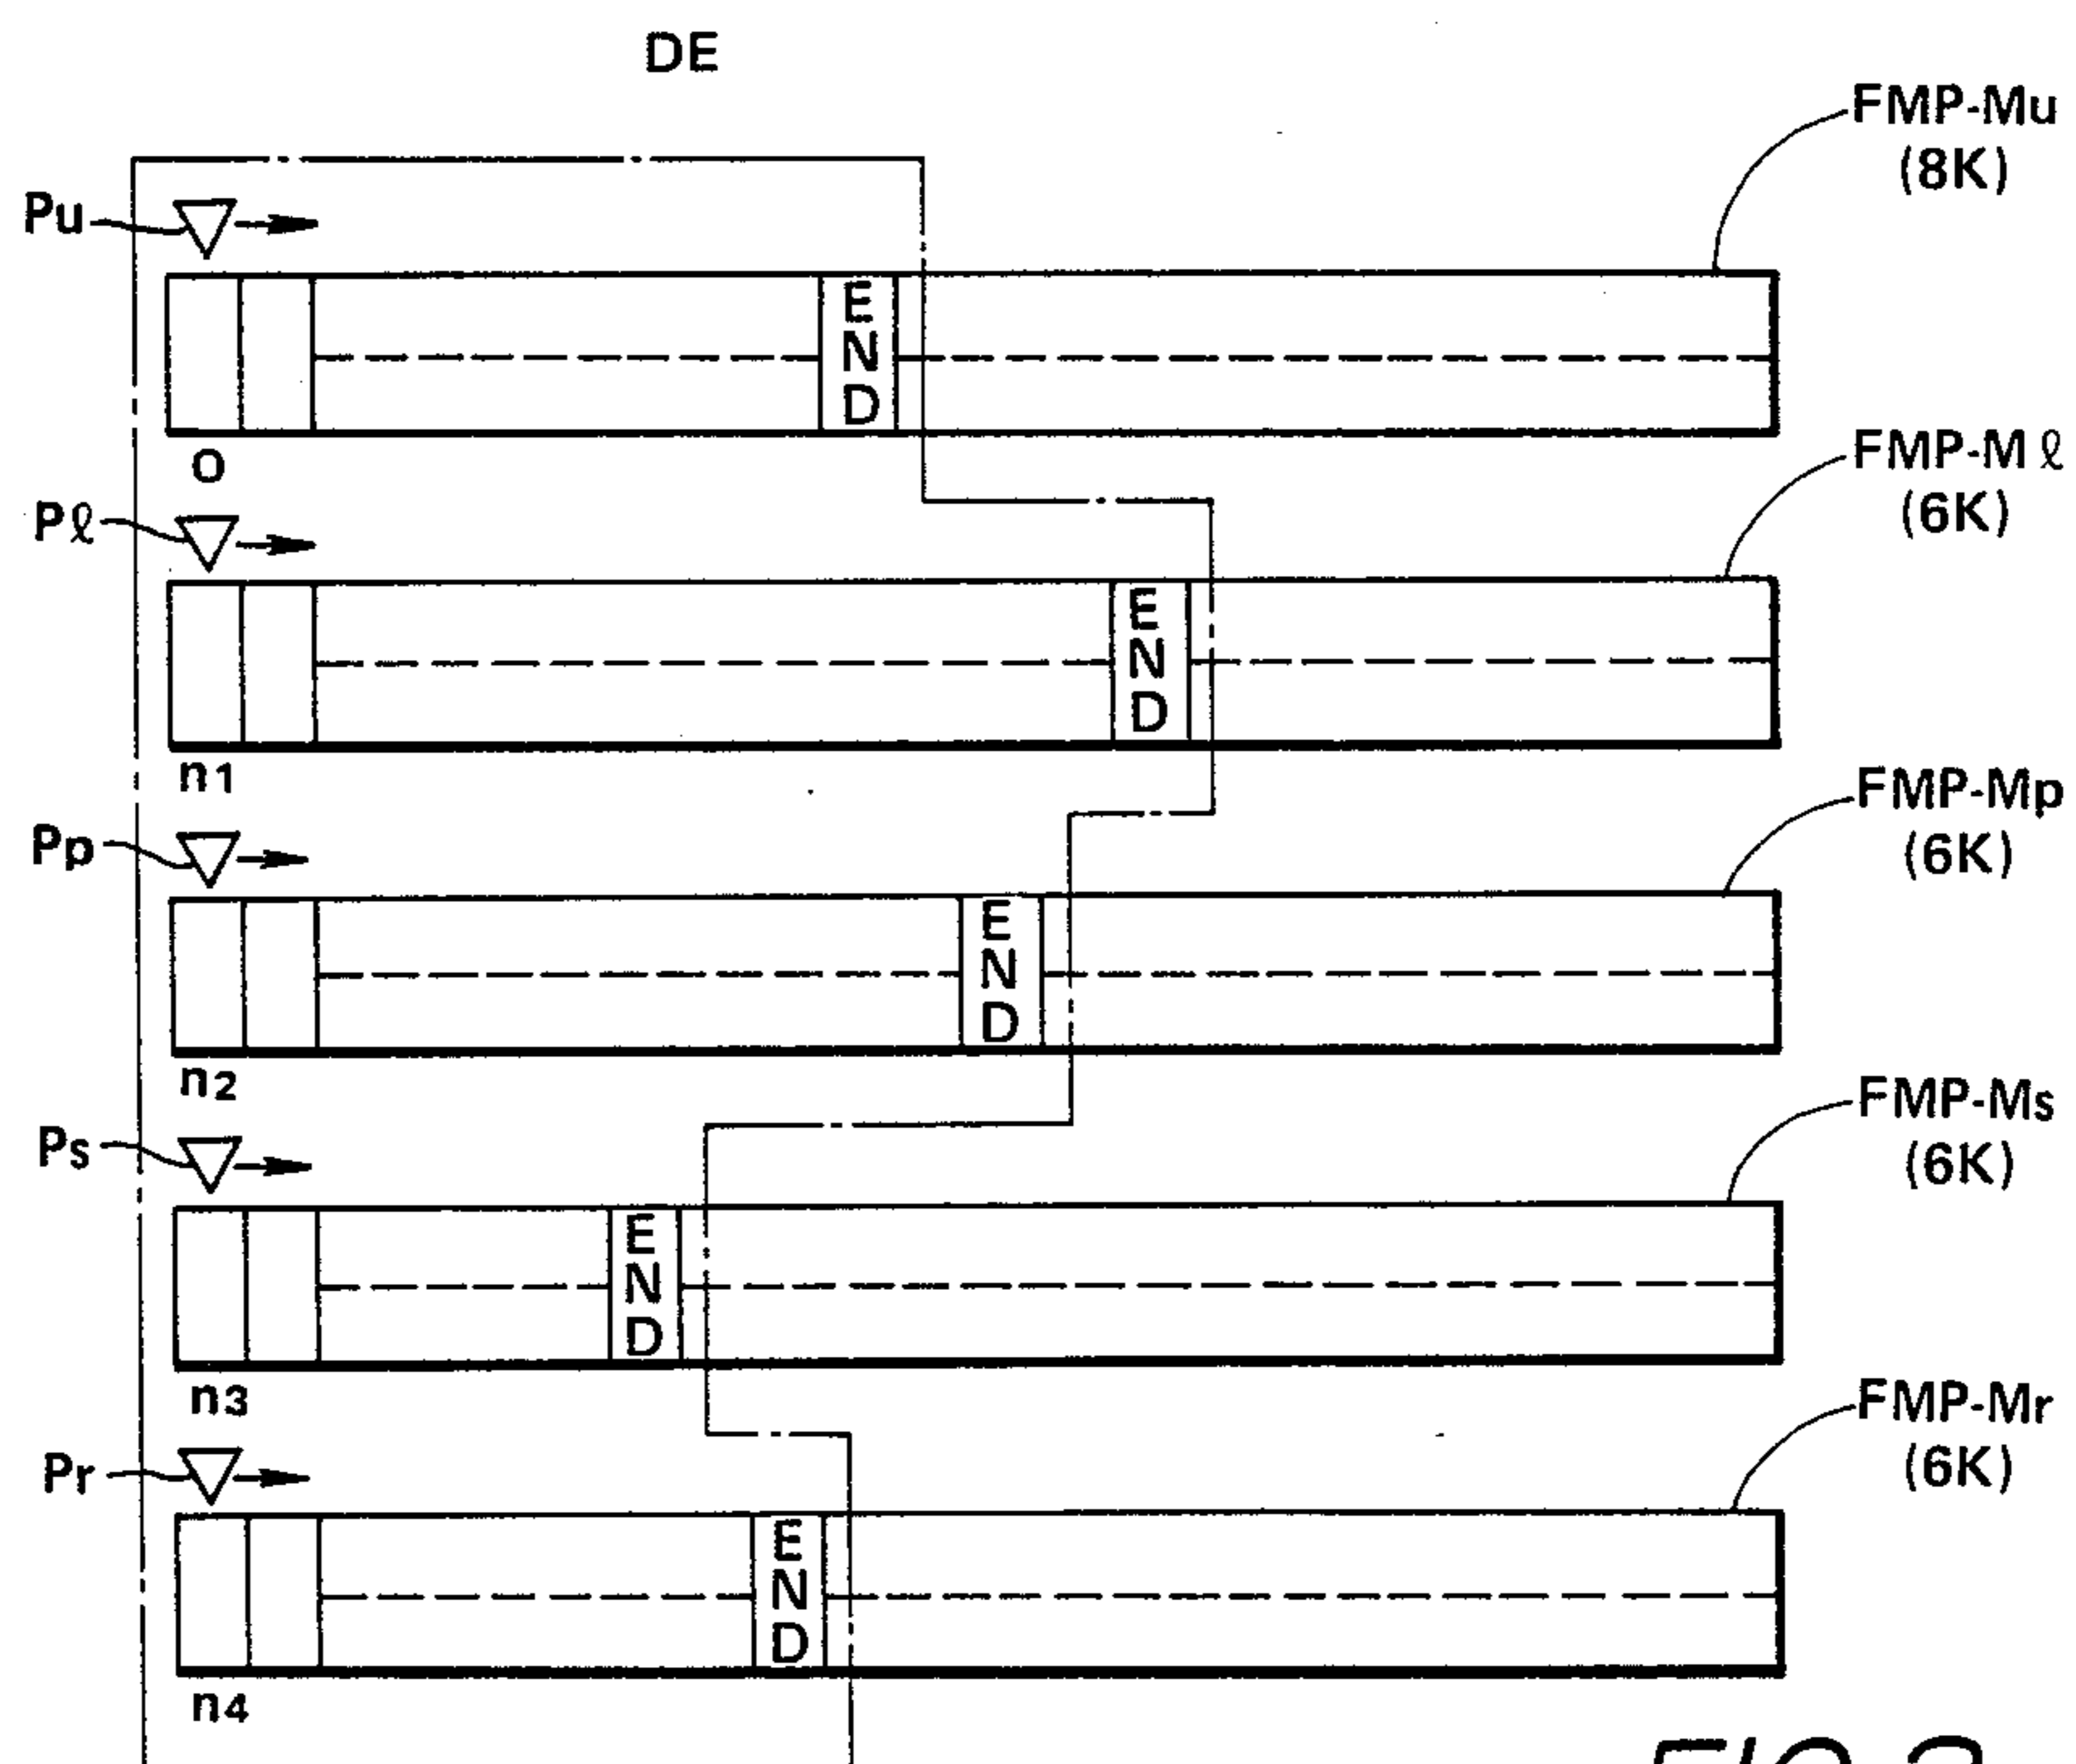 DE
FMP-Mu
(8K)
Pu
END
0
FMP-Mℓ
(6K)
Pℓ
END
n1
FMP-Mp
(6K)
Pp
END
n2
FMP-Ms
(6K)
Ps
END
n3
FMP-Mr
(6K)
Pr
END
n4